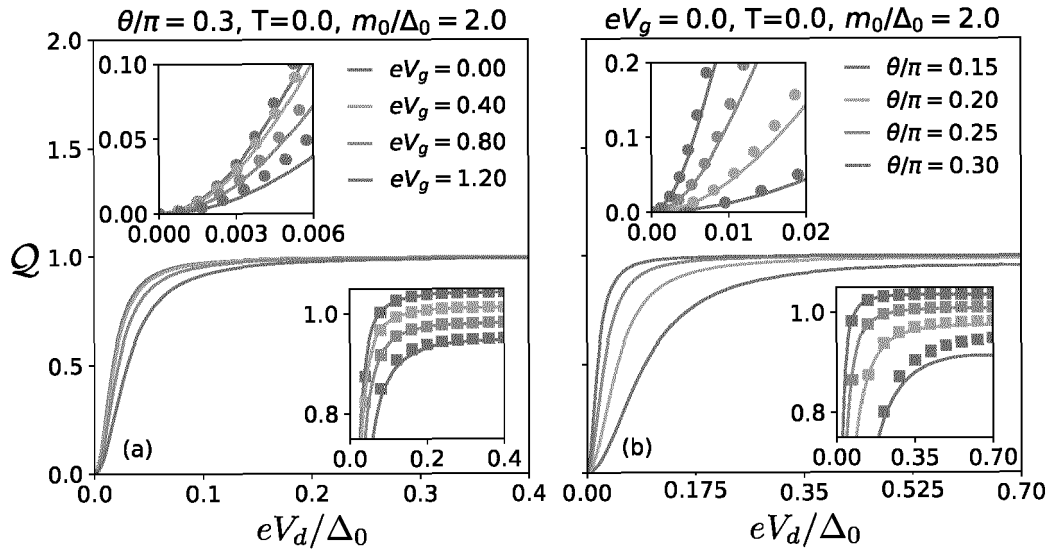 θ/π = 0.3, T=0.0, m₀/Δ₀ = 2.0
2.0
1.5
1.0
0.5
0.0
𝒬
0.10
0.05
0.00
0.000
0.003
0.006
eV_g = 0.00
eV_g = 0.40
eV_g = 0.80
eV_g = 1.20
1.0
0.8
0.0
0.2
0.4
(a)
0.0
0.1
0.2
0.3
0.4
eV_d/Δ₀
eV_g = 0.0, T=0.0, m₀/Δ₀ = 2.0
0.2
0.1
0.0
0.00
0.01
0.02
θ/π = 0.15
θ/π = 0.20
θ/π = 0.25
θ/π = 0.30
1.0
0.8
0.00
0.35
0.70
(b)
0.00
0.175
0.35
0.525
0.70
eV_d/Δ₀